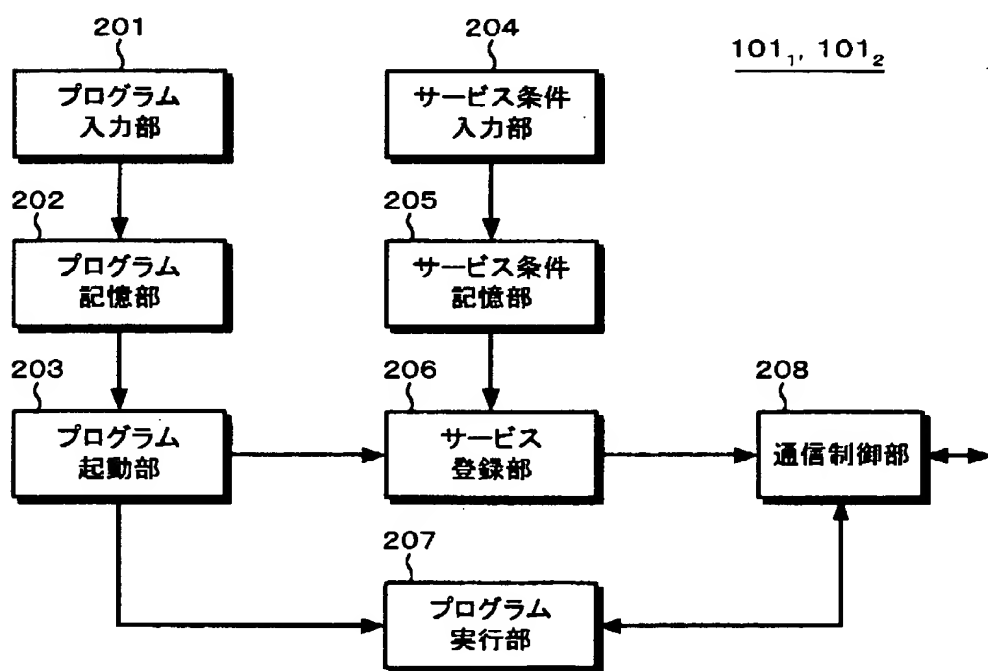 201
プログラム
入力部
204
サービス条件
入力部
101₁, 101₂
202
プログラム
記憶部
205
サービス条件
記憶部
203
プログラム
起動部
206
サービス
登録部
208
通信制御部
207
プログラム
実行部